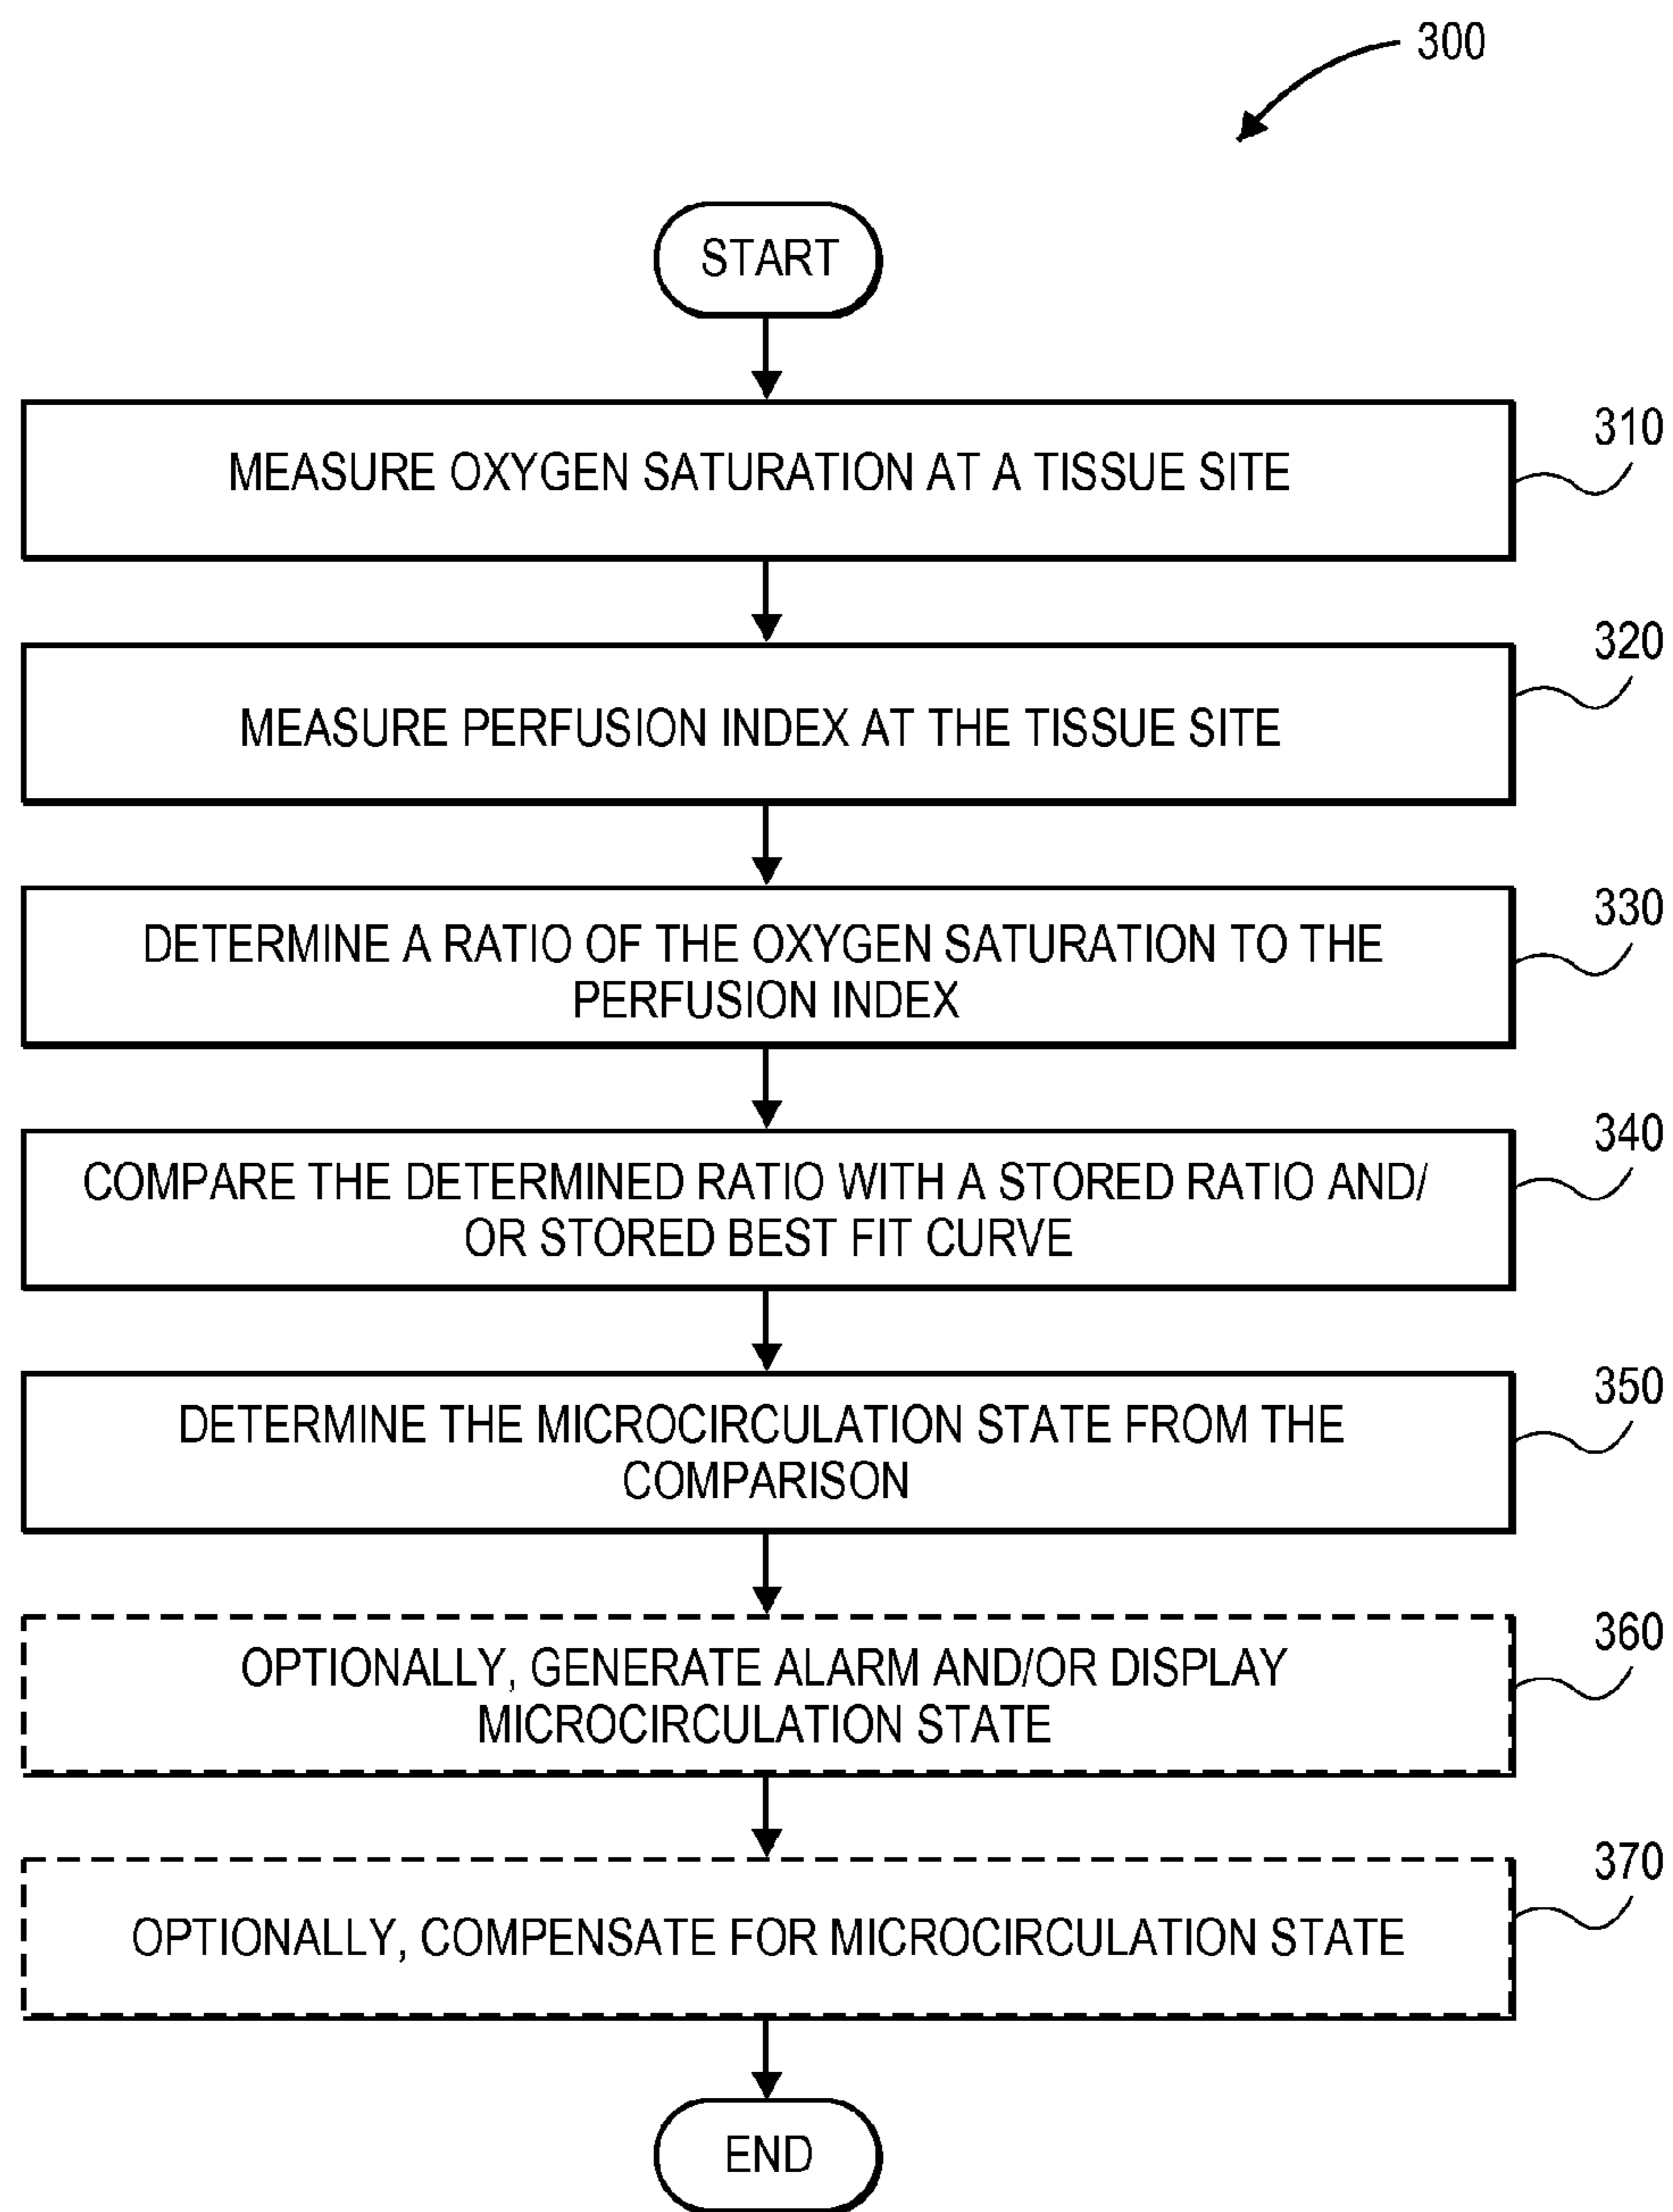 300
START
MEASURE OXYGEN SATURATION AT A TISSUE SITE
310
MEASURE PERFUSION INDEX AT THE TISSUE SITE
320
DETERMINE A RATIO OF THE OXYGEN SATURATION TO THE
PERFUSION INDEX
330
COMPARE THE DETERMINED RATIO WITH A STORED RATIO AND/
OR STORED BEST FIT CURVE
340
DETERMINE THE MICROCIRCULATION STATE FROM THE
COMPARISON
350
OPTIONALLY, GENERATE ALARM AND/OR DISPLAY
MICROCIRCULATION STATE
360
OPTIONALLY, COMPENSATE FOR MICROCIRCULATION STATE
370
END